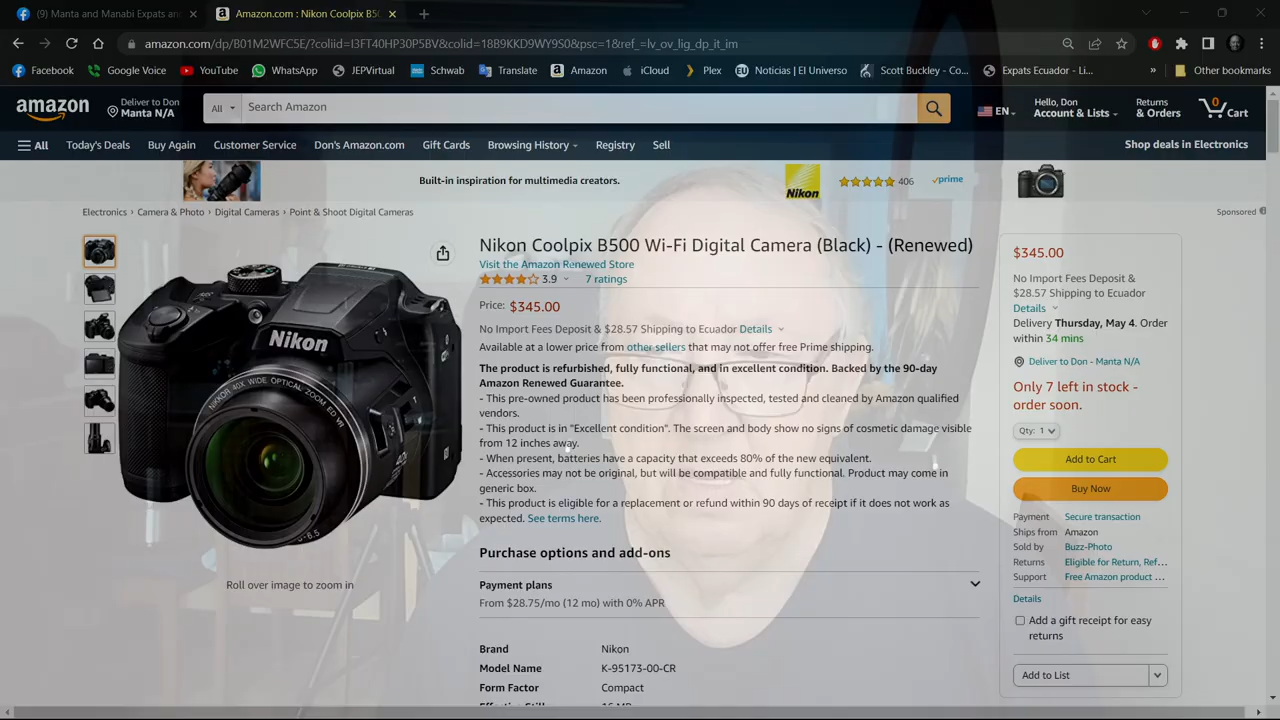 Manta and Manabi Expats and
Amazon.com : Nikon Coolpix B50
amazon.com/dp/B01M2WFC5E/?coliid=I3FT40HP30P5BV&colid=18B9KKD9WY9S0&psc=1&ref_=lv_ov_lig_dp_it_im
Facebook
Google Voice
YouTube
WhatsApp
JEPVirtual
Schwab
Translate
Amazon
iCloud
Plex
Noticias | El Universo
Scott Buckley - Co...
Expats Ecuador - Li...
»
Other bookmarks
amazon
Deliver to Don
Manta N/A
All
Search Amazon
EN
Hello, Don
Account & Lists
Returns
& Orders
0
Cart
All
Today's Deals
Buy Again
Customer Service
Don's Amazon.com
Gift Cards
Browsing History
Registry
Sell
Shop deals in Electronics
Built-in inspiration for multimedia creators.
Nikon
406
prime
Electronics › Camera & Photo › Digital Cameras › Point & Shoot Digital Cameras
Sponsored
Nikon
NIKKOR 40X WIDE OPTICAL ZOOM ED VR
Roll over image to zoom in
Nikon Coolpix B500 Wi-Fi Digital Camera (Black) - (Renewed)
Visit the Amazon Renewed Store
3.9
7 ratings
Price: $345.00
No Import Fees Deposit & $28.57 Shipping to Ecuador Details
Available at a lower price from other sellers that may not offer free Prime shipping.
The product is refurbished, fully functional, and in excellent condition. Backed by the 90-day
Amazon Renewed Guarantee.
- This pre-owned product has been professionally inspected, tested and cleaned by Amazon qualified
vendors.
- This product is in "Excellent condition". The screen and body show no signs of cosmetic damage visible
from 12 inches away.
- When present, batteries have a capacity that exceeds 80% of the new equivalent.
- Accessories may not be original, but will be compatible and fully functional. Product may come in
generic box.
- This product is eligible for a replacement or refund within 90 days of receipt if it does not work as
expected. See terms here.
Purchase options and add-ons
Payment plans
From $28.75/mo (12 mo) with 0% APR
Brand Nikon
Model Name K-95173-00-CR
Form Factor Compact
$345.00
No Import Fees Deposit &
$28.57 Shipping to Ecuador
Details
Delivery Thursday, May 4. Order
within 34 mins
Deliver to Don - Manta N/A
Only 7 left in stock -
order soon.
Qty: 1
Add to Cart
Buy Now
Payment Secure transaction
Ships from Amazon
Sold by Buzz-Photo
Returns Eligible for Return, Ref...
Support Free Amazon product ...
Details
Add a gift receipt for easy
returns
Add to List